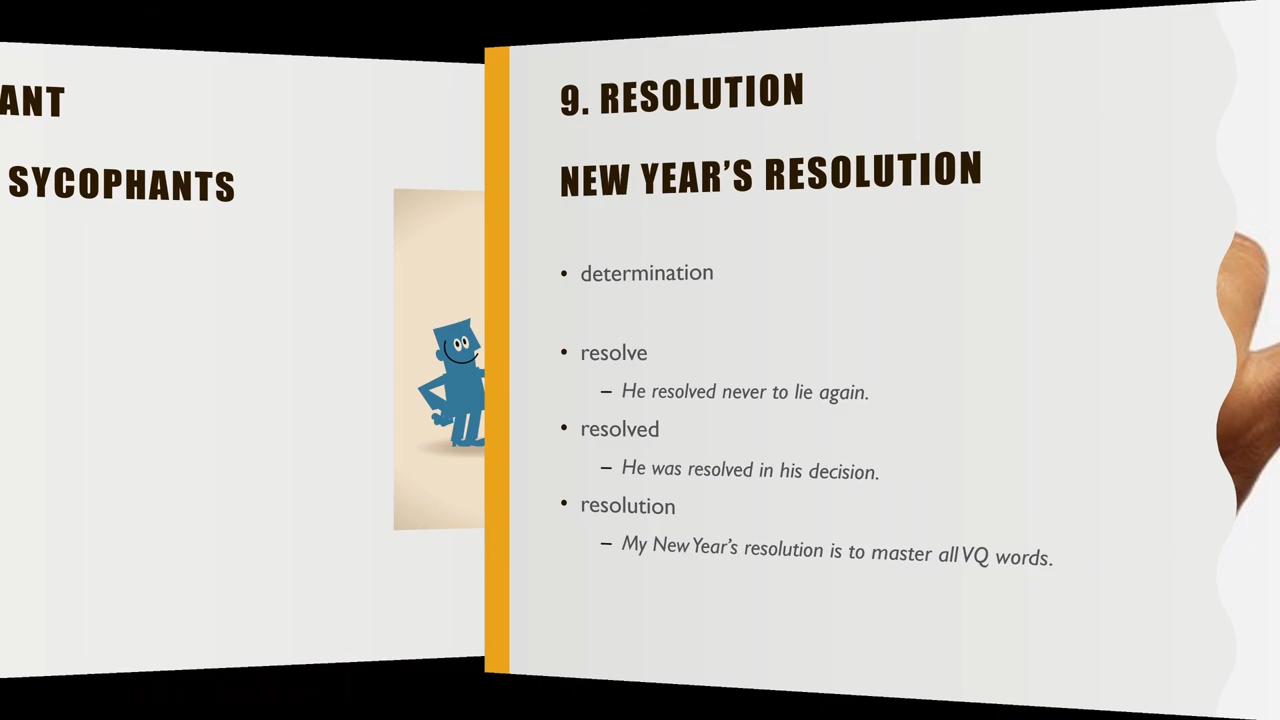 ANT
SYCOPHANTS
9. RESOLUTION
NEW YEAR’S RESOLUTION
• determination
• resolve
– He resolved never to lie again.
• resolved
– He was resolved in his decision.
• resolution
– My New Year’s resolution is to master all VQ words.